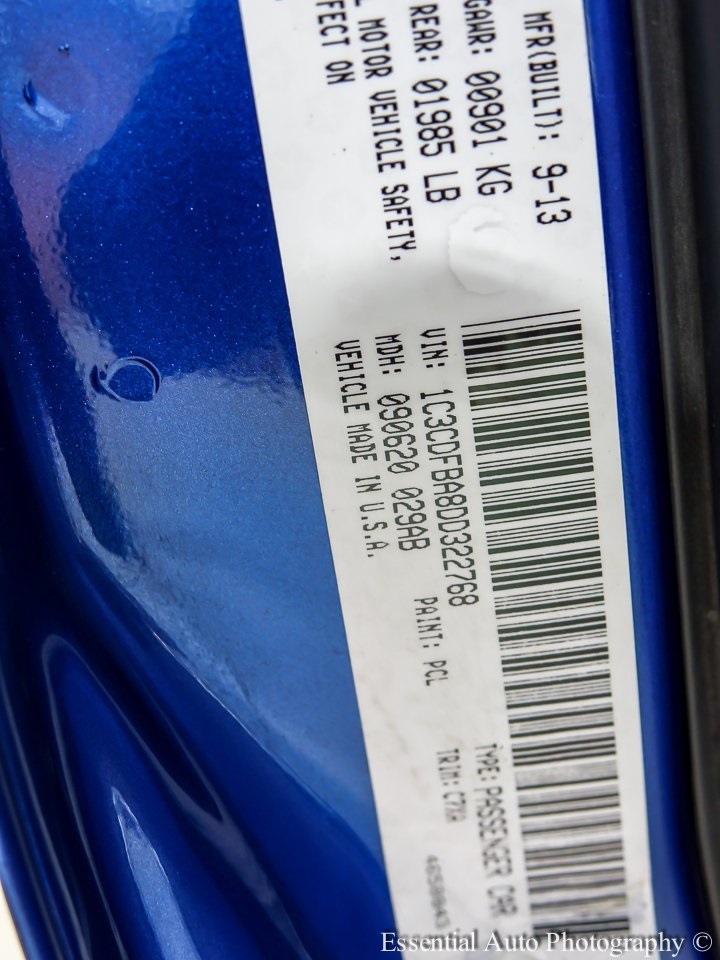 MFR(BUILT): 9-13
GAWR: 00901 KG
REAR: 01985 LB
MOTOR VEHICLE SAFETY,
FECT ON
VIN: 1C3CDFBA8DD322768
MDH: 090620 029AB PAINT: PCL
VEHICLE MADE IN U.S.A.
TYPE: PASSENGER CAR
TRIM:
Essential Auto Photography ©